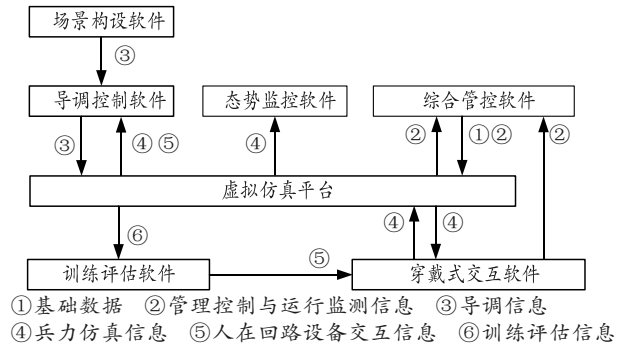 场景构设软件
③
导调控制软件 态势监控软件 综合管控软件
③ ④⑤ ④ ② ①② ②
虚拟仿真平台
⑥ ④ ④
训练评估软件 ⑤ 穿戴式交互软件
①基础数据 ②管理控制与运行监测信息 ③导调信息
④兵力仿真信息 ⑤人在回路设备交互信息 ⑥训练评估信息